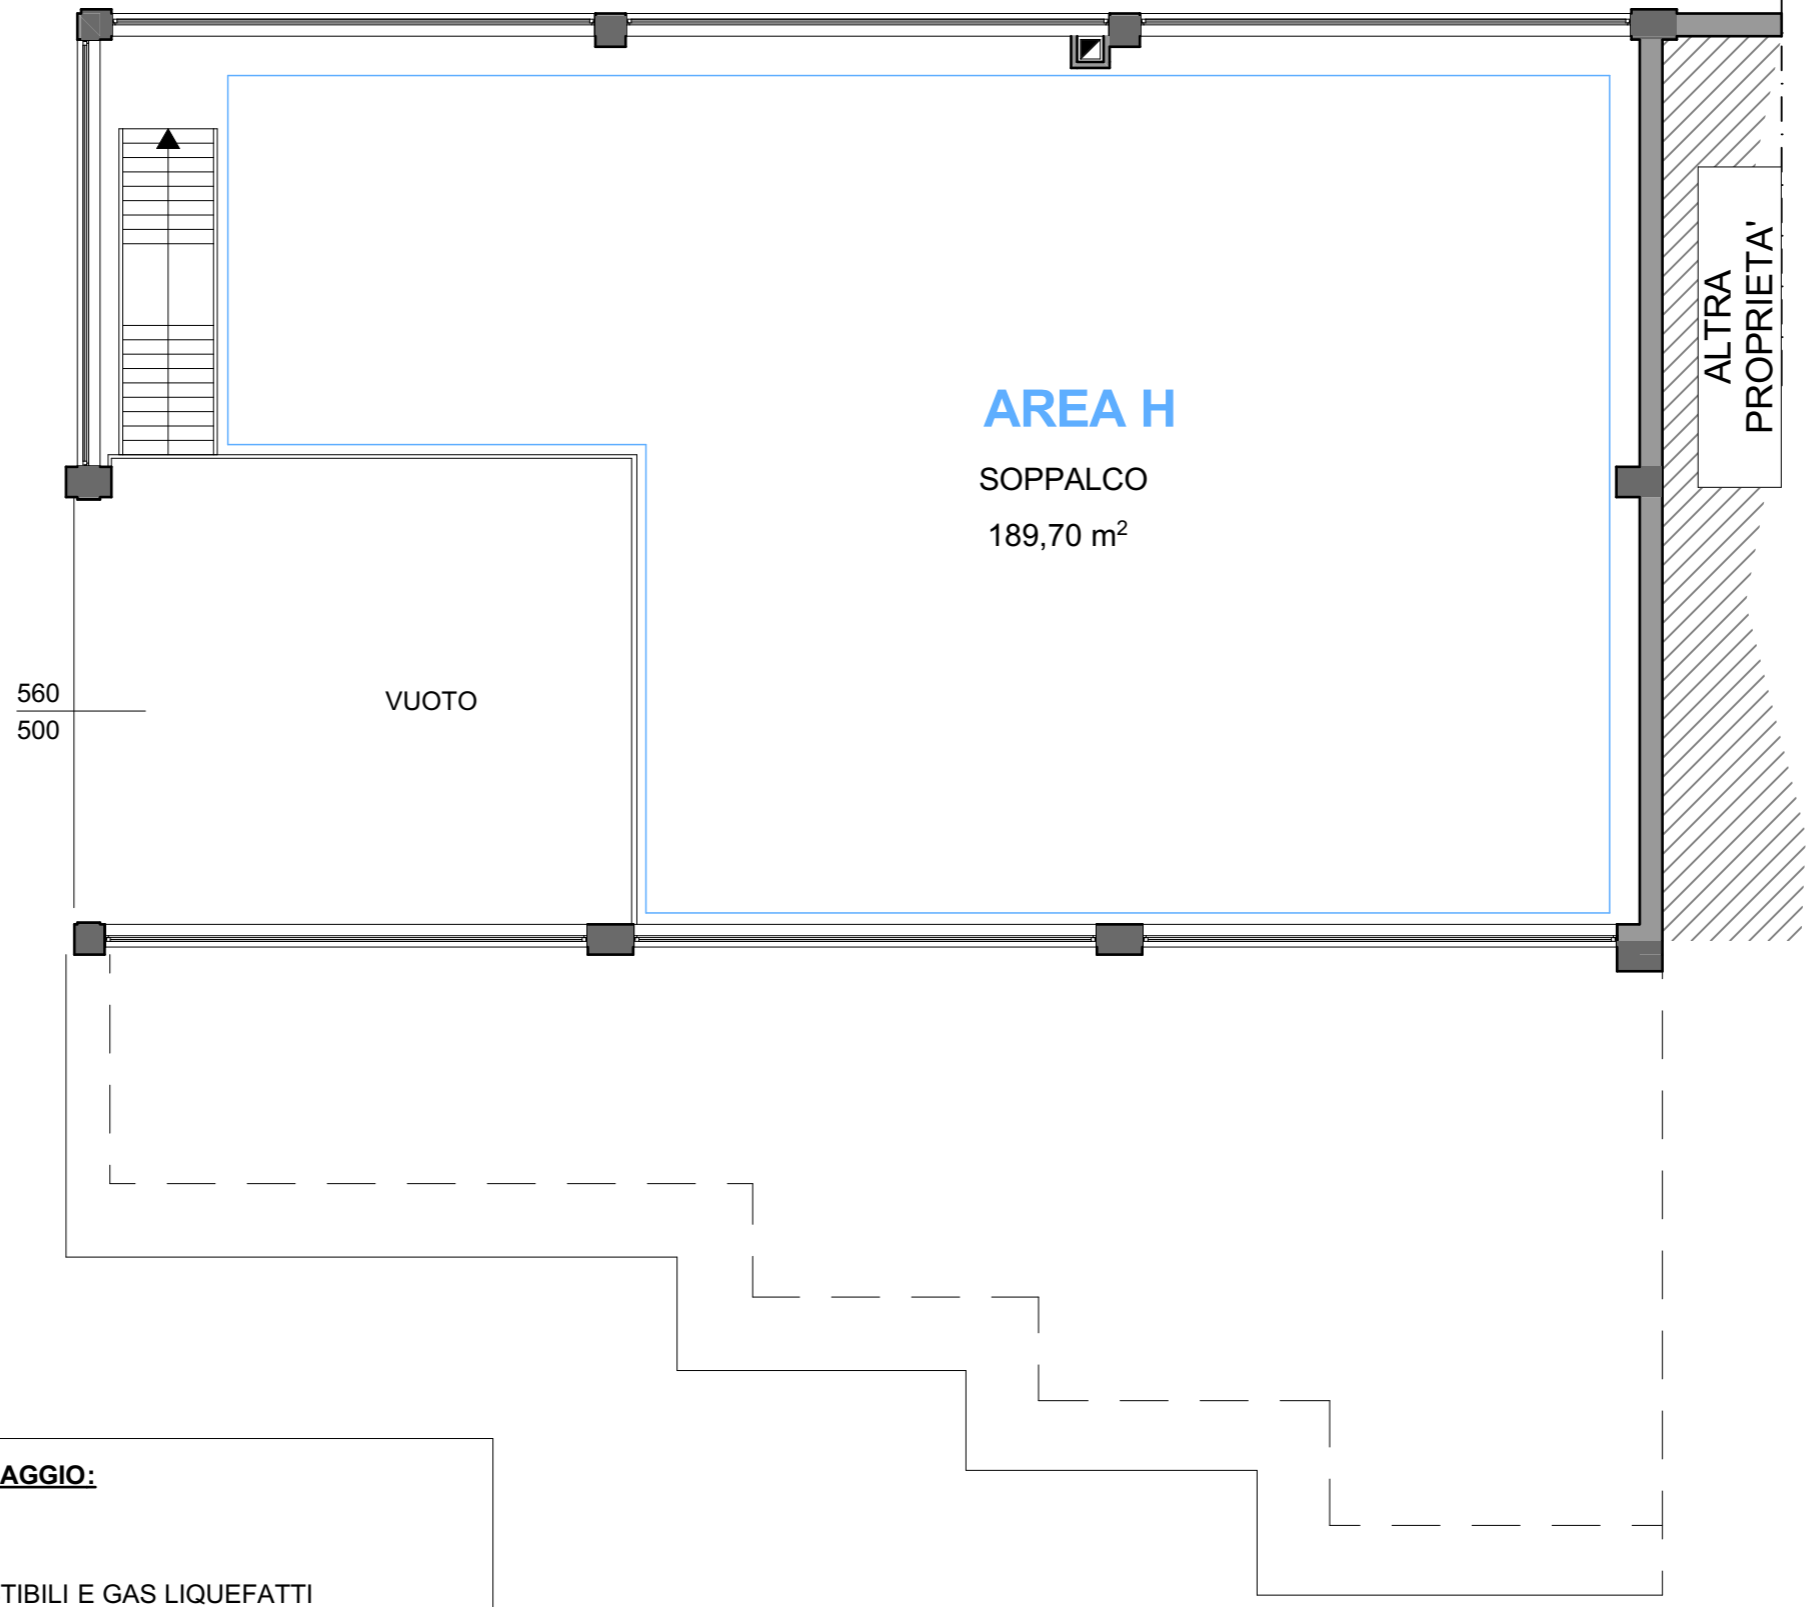 ALTRA
PROPRIETA'
AREA H
SOPPALCO
189,70 m²
560
500
VUOTO
AGGIO:
TIBILI E GAS LIQUEFATTI